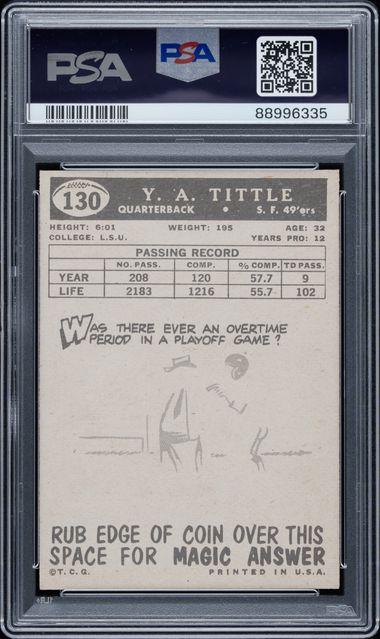 PSA
PSA
88996335
130
Y. A. TITTLE
QUARTERBACK • S. F. 49'ers
HEIGHT: 6:01 WEIGHT: 195 AGE: 32
COLLEGE: L.S.U. YEARS PRO: 12
PASSING RECORD
NO. PASS. COMP. % COMP. TD PASS.
YEAR 208 120 57.7 9
LIFE 2183 1216 55.7 102
WAS THERE EVER AN OVERTIME
PERIOD IN A PLAYOFF GAME?
RUB EDGE OF COIN OVER THIS
SPACE FOR MAGIC ANSWER
©T.C.G. PRINTED IN U.S.A.